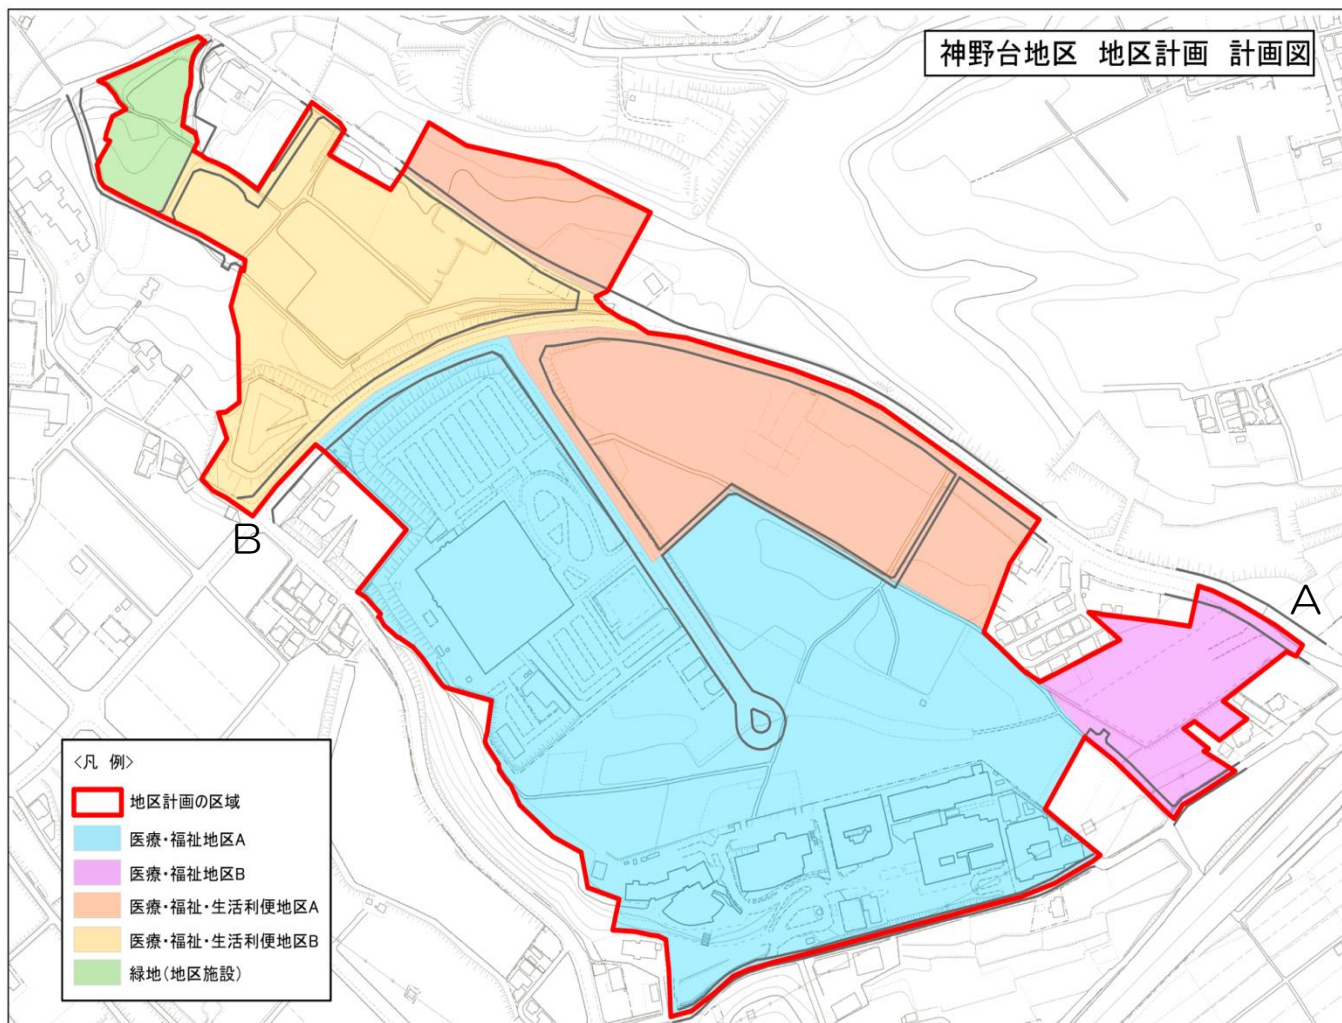 神野台地区 地区計画 計画図
A
B
<凡 例>
地区計画の区域
医療・福祉地区A
医療・福祉地区B
医療・福祉・生活利便地区A
医療・福祉・生活利便地区B
緑地(地区施設)